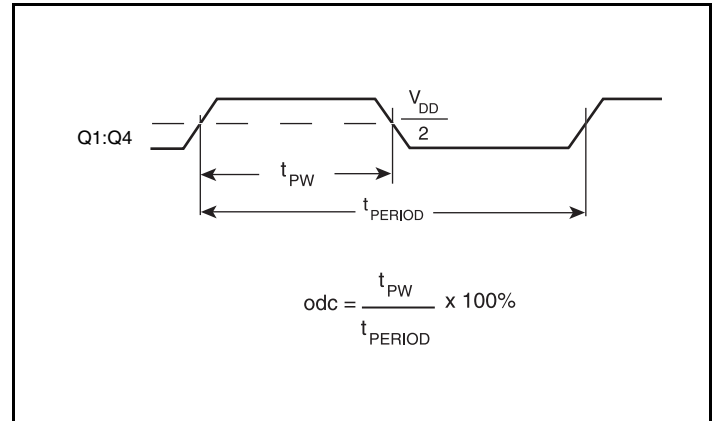 V_DD
Q1:Q4
2
t_PW
t_PERIOD
odc = t_PW / t_PERIOD x 100%